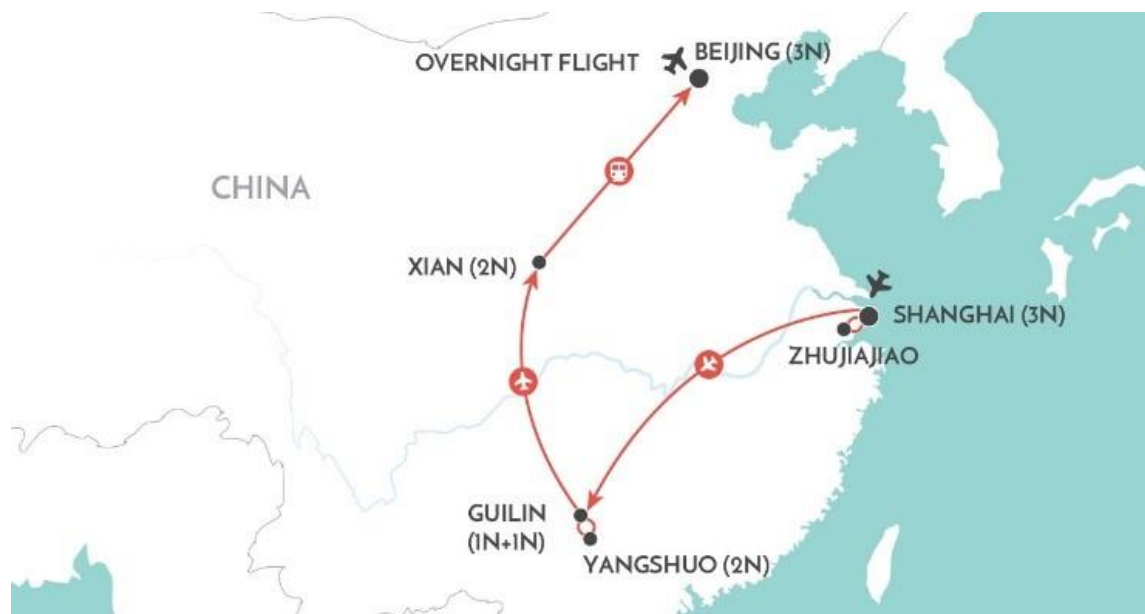 OVERNIGHT FLIGHT
BEIJING (3N)
CHINA
XIAN (2N)
SHANGHAI (3N)
ZHUJIAJIAO
GUILIN
(1N+1N)
YANGSHUO (2N)